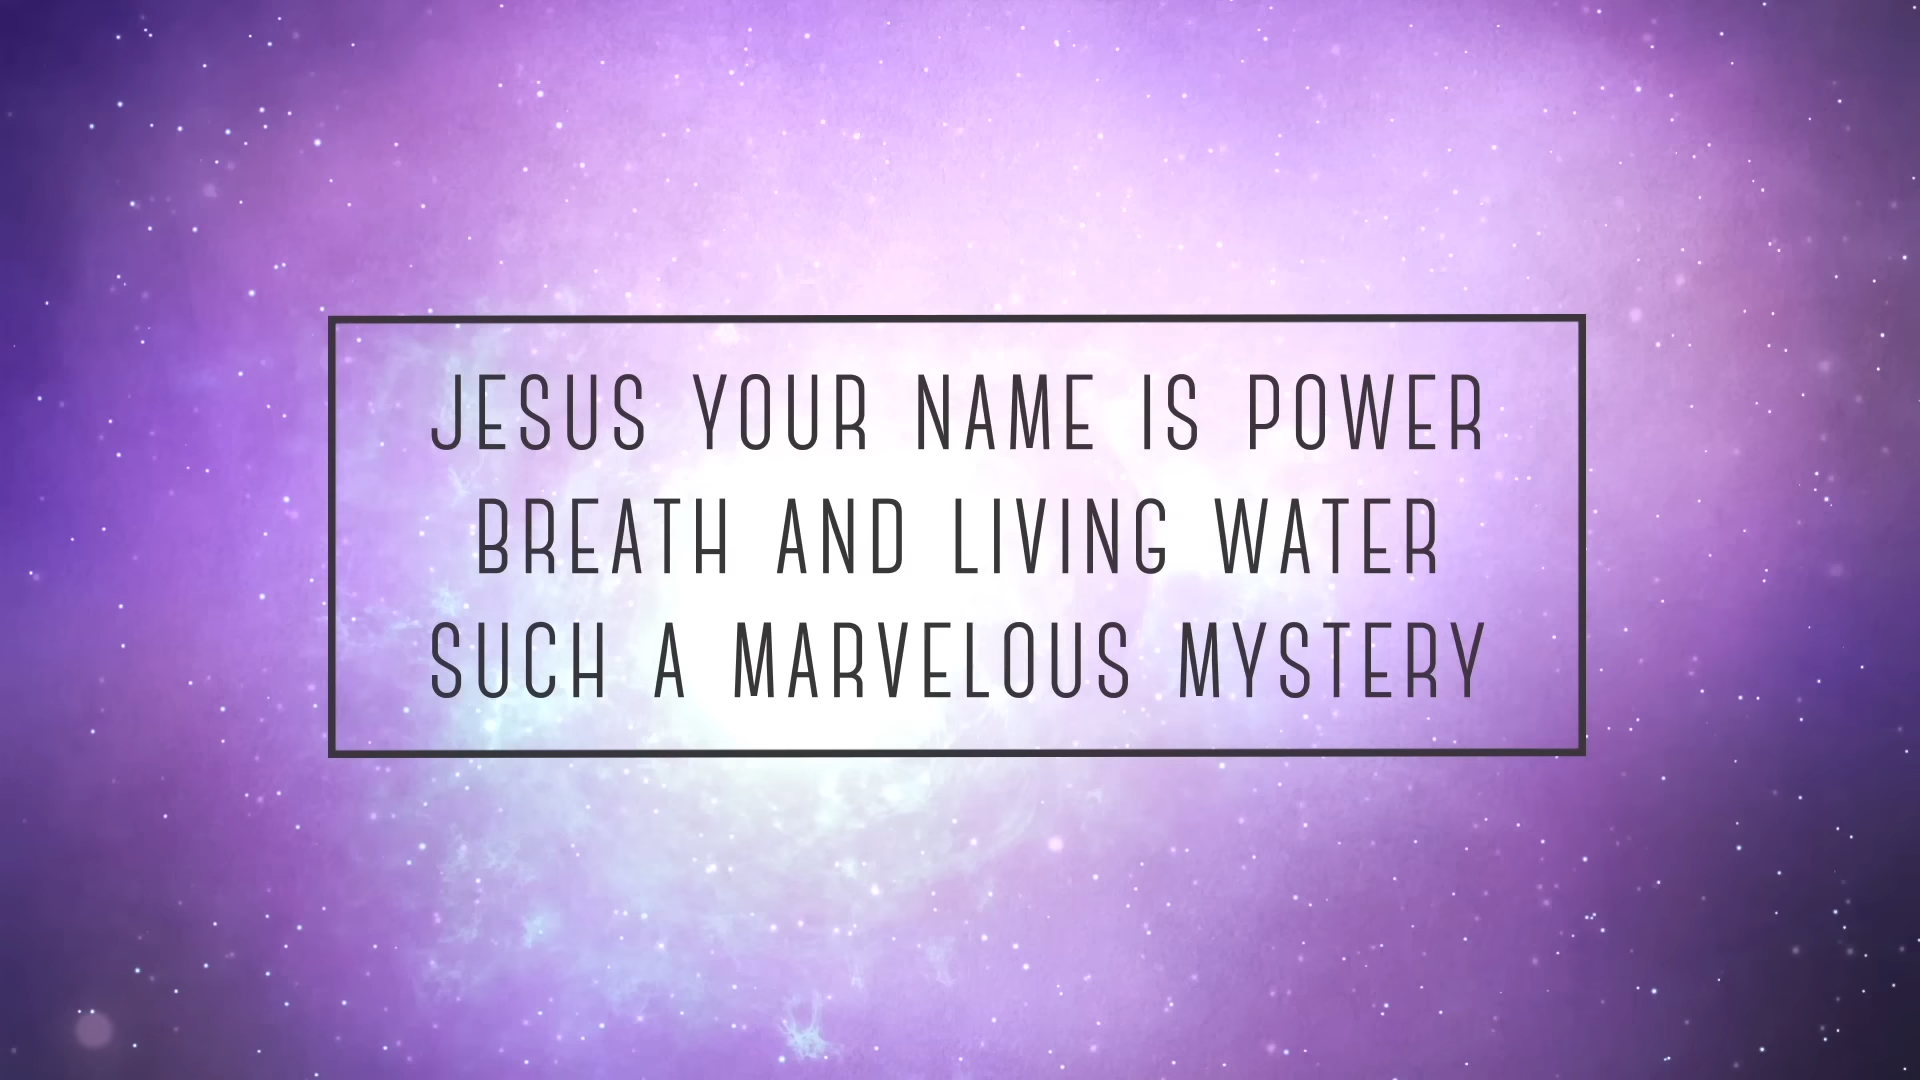 JESUS YOUR NAME IS POWER
BREATH AND LIVING WATER
SUCH A MARVELOUS MYSTERY